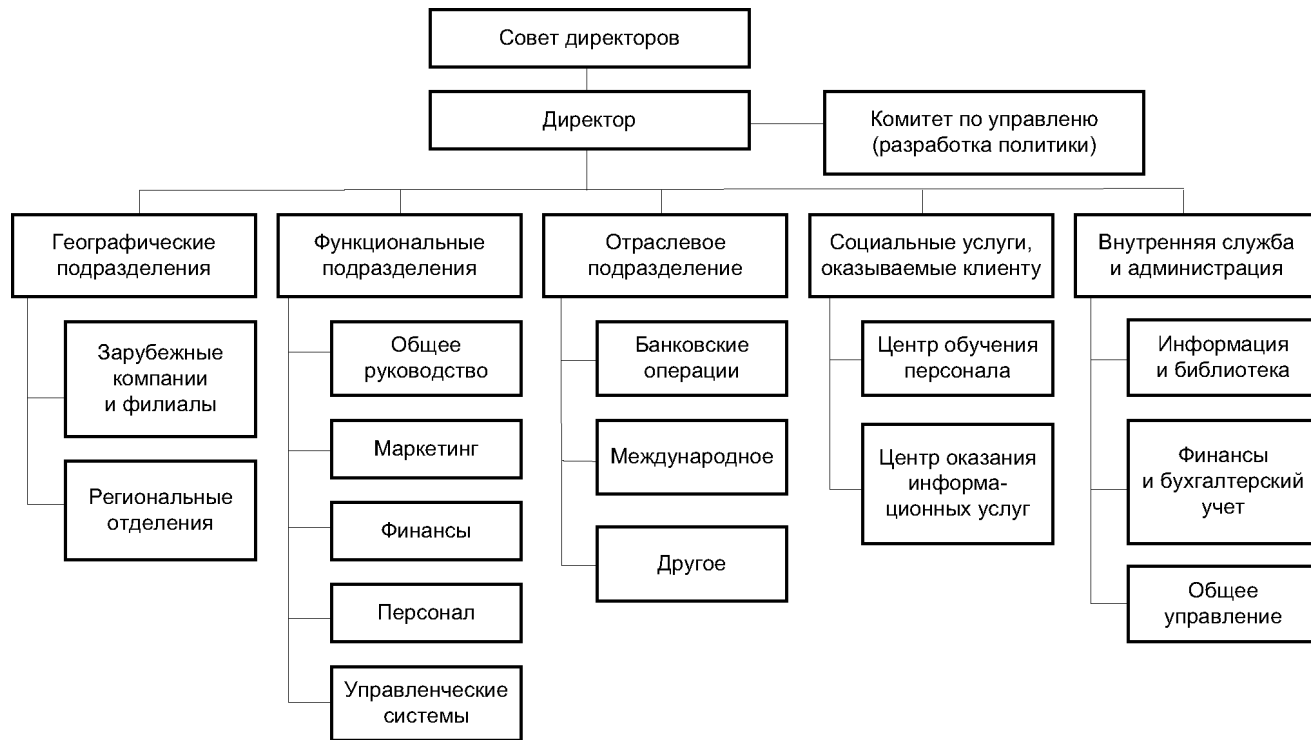 Совет директоров
Директор
Комитет по управленю
(разработка политики)
Географические
подразделения
Функциональные
подразделения
Отраслевое
подразделение
Социальные услуги,
оказываемые клиенту
Внутренняя служба
и администрация
Зарубежные
компании
и филиалы
Региональные
отделения
Общее
руководство
Маркетинг
Финансы
Персонал
Управленческие
системы
Банковские
операции
Международное
Другое
Центр обучения
персонала
Центр оказания
информа-
ционных услуг
Информация
и библиотека
Финансы
и бухгалтерский
учет
Общее
управление